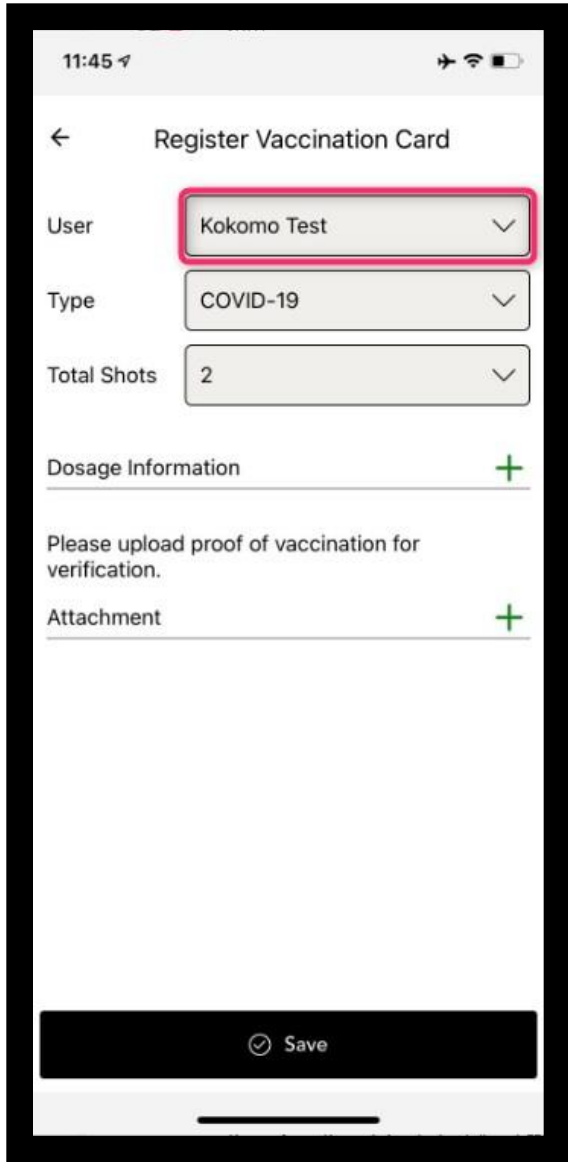 11:45
Register Vaccination Card
User
Kokomo Test
Type
COVID-19
Total Shots
2
Dosage Information
Please upload proof of vaccination for
verification.
Attachment
Save